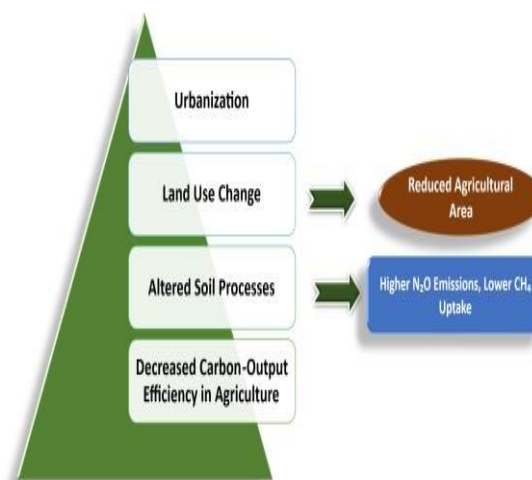 Urbanization
Land Use Change
Reduced Agricultural
Area
Altered Soil Processes
Higher N₂O Emissions, Lower CH₄
Uptake
Decreased Carbon-Output
Efficiency in Agriculture